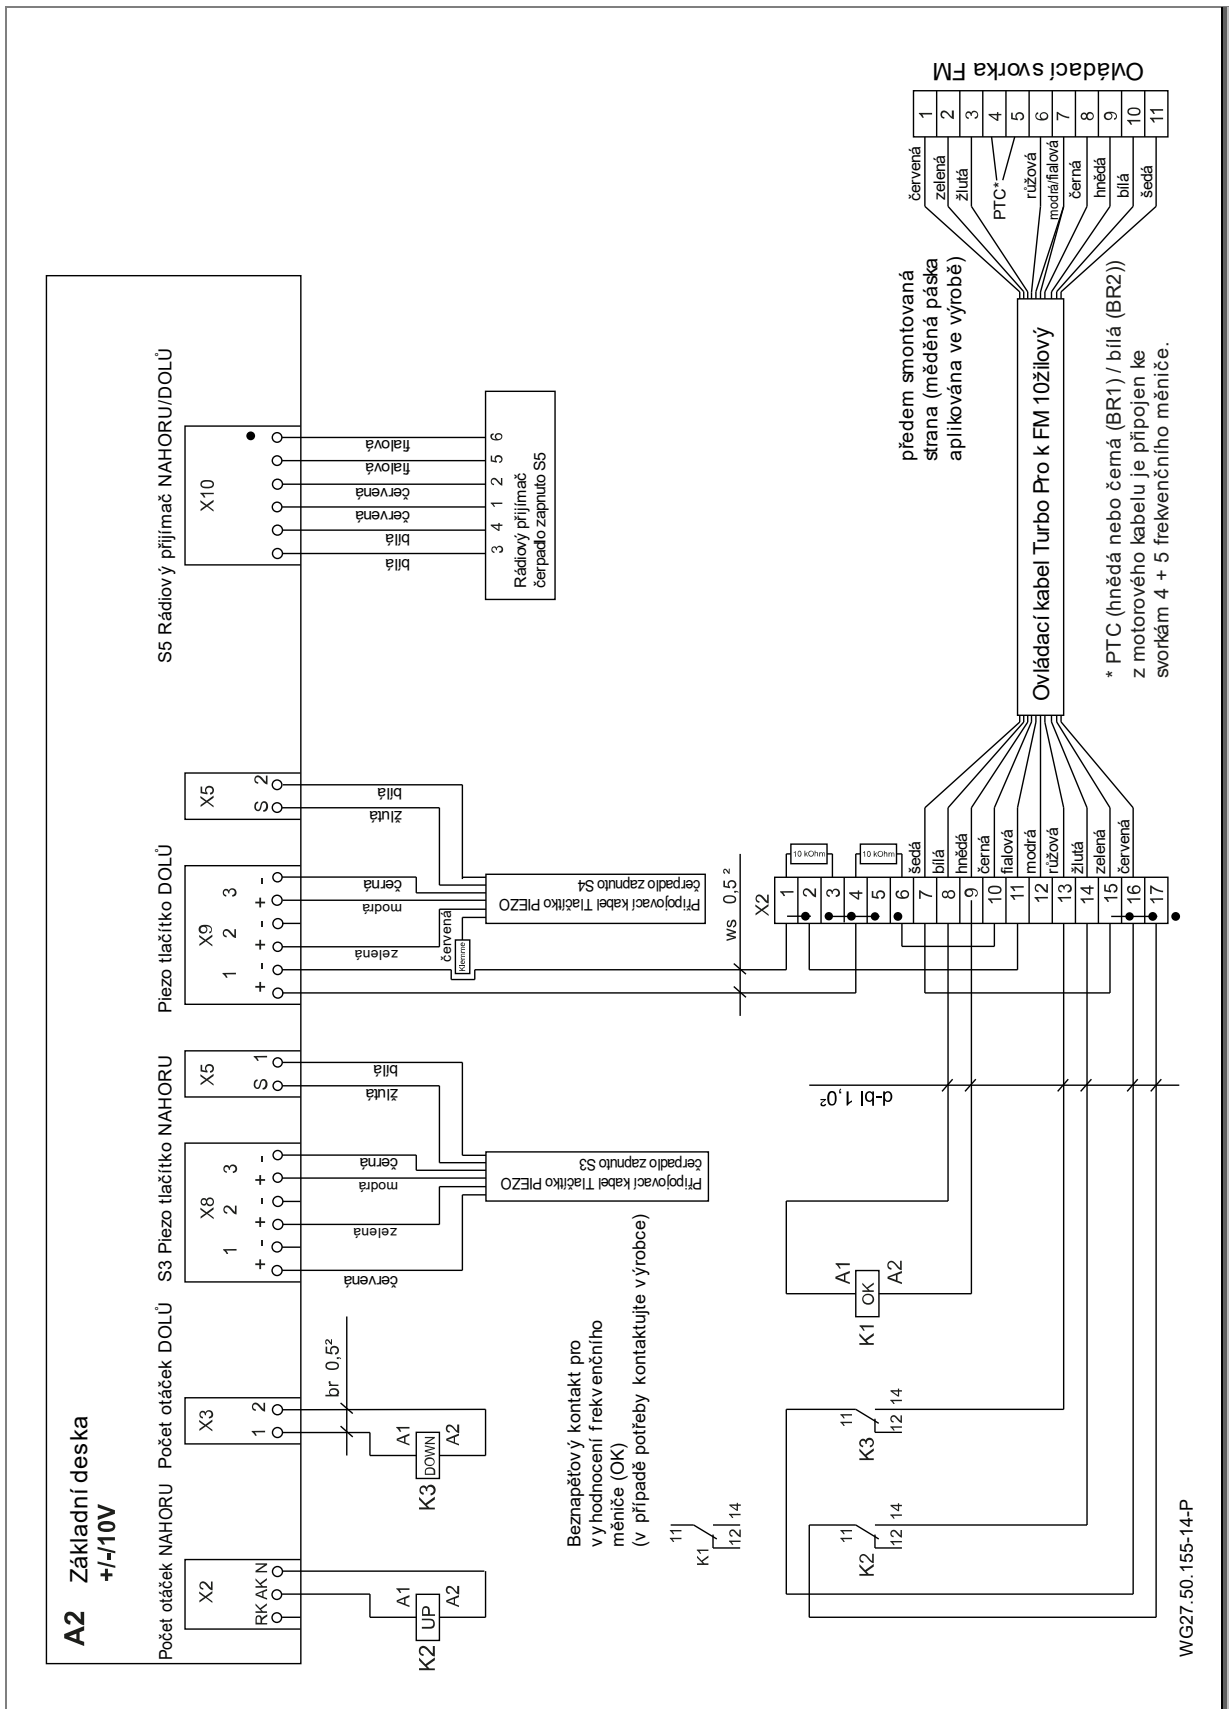 A2 Základní deska
+/-/10V
Počet otáček NAHORU
X2
RK AK N
K2
UP
A1
A2
Počet otáček DOLŮ
X3
1 2
br 0,5²
K3
DOWN
A1
A2
S3 Piezo tlačítko NAHORU
X8
1 2 3
+ - + - + -
červená
zelená
modrá
černá
X5
S 1
žlutá
bílá
Připojovací kabel Tlačítko PIEZO
čerpadlo zapnuto S3
Piezo tlačítko DOLŮ
X9
1 2 3
+ - + - + -
zelená
červená
Klemme
modrá
černá
X5
S 2
žlutá
bílá
Připojovací kabel Tlačítko PIEZO
čerpadlo zapnuto S4
S5 Rádiový přijímač NAHORU/DOLŮ
X10
bílá
bílá
červená
červená
fialová
fialová
3 4 1 2 5 6
Rádiový přijímač
čerpadlo zapnuto S5
Beznapěťový kontakt pro
vyhodnocení frekvenčního
měniče (OK)
(v případě potřeby kontaktujte výrobce)
K1
11
12 14
ws 0,5²
X2
10 kOhm
10 kOhm
1
2
3
4
5
6
7
8
9
10
11
12
13
14
15
16
17
šedá
bílá
hnědá
černá
fialová
modrá
růžová
žlutá
zelená
červená
d-bl 1,0²
K1
OK
A1
A2
K3
11
12 14
K2
11
12 14
Ovládací kabel Turbo Pro k FM 10žilový
předem smontovaná
strana (měděná páska
aplikována ve výrobě)
Ovládací svorka FM
1
2
3
4
5
6
7
8
9
10
11
červená
zelená
žlutá
PTC*
růžová
modrá/fialová
černá
hnědá
bílá
šedá
* PTC (hnědá nebo černá (BR1) / bílá (BR2))
z motorového kabelu je připojen ke
svorkám 4 + 5 frekvenčního měniče.
WG27.50.155-14-P